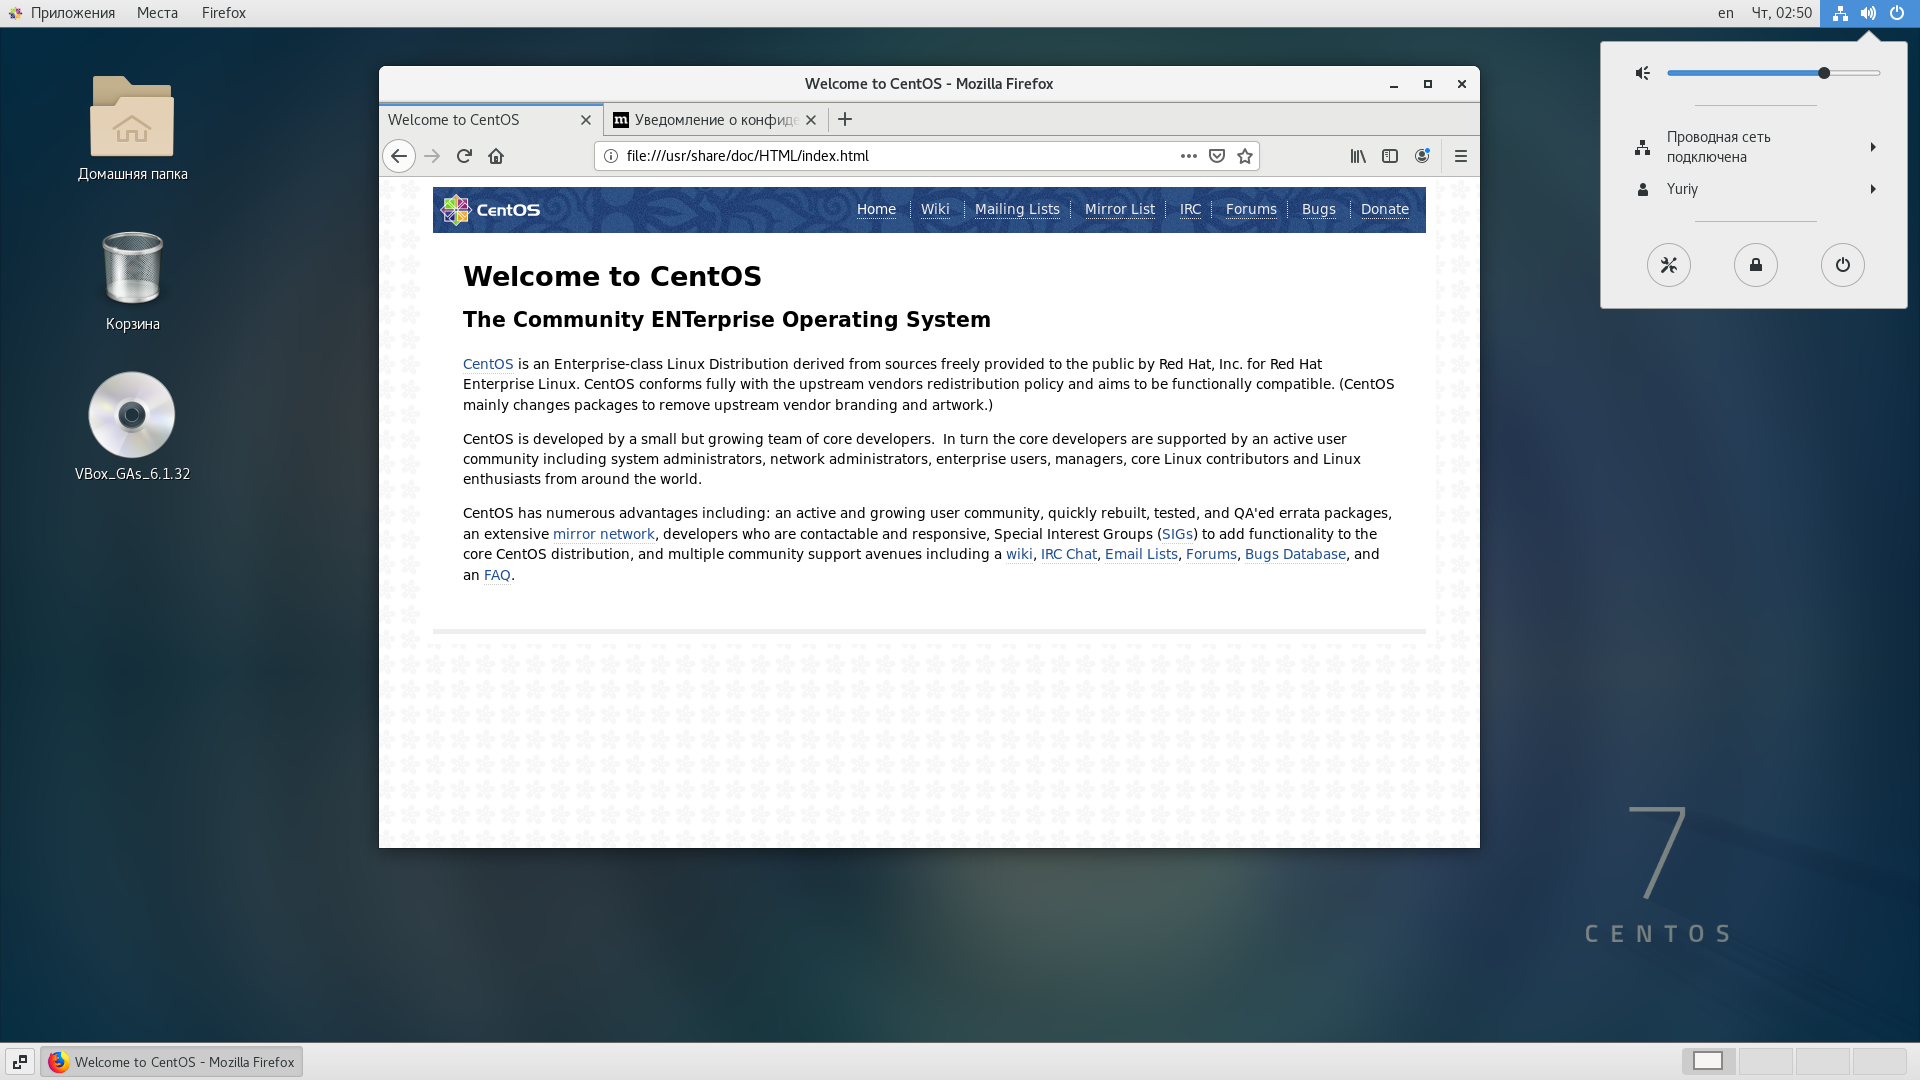 Приложения Места Firefox en Чт, 02:50
Домашняя папка
Корзина
VBox_GAs_6.1.32
Welcome to CentOS - Mozilla Firefox
Welcome to CentOS
Уведомление о конфиде
file:///usr/share/doc/HTML/index.html
CentOS
Home Wiki Mailing Lists Mirror List IRC Forums Bugs Donate
Welcome to CentOS
The Community ENTerprise Operating System
CentOS is an Enterprise-class Linux Distribution derived from sources freely provided to the public by Red Hat, Inc. for Red Hat
Enterprise Linux. CentOS conforms fully with the upstream vendors redistribution policy and aims to be functionally compatible. (CentOS
mainly changes packages to remove upstream vendor branding and artwork.)
CentOS is developed by a small but growing team of core developers.  In turn the core developers are supported by an active user
community including system administrators, network administrators, enterprise users, managers, core Linux contributors and Linux
enthusiasts from around the world.
CentOS has numerous advantages including: an active and growing user community, quickly rebuilt, tested, and QA'ed errata packages,
an extensive mirror network, developers who are contactable and responsive, Special Interest Groups (SIGs) to add functionality to the
core CentOS distribution, and multiple community support avenues including a wiki, IRC Chat, Email Lists, Forums, Bugs Database, and
an FAQ.
Проводная сеть
подключена
Yuriy
7
CENTOS
Welcome to CentOS - Mozilla Firefox